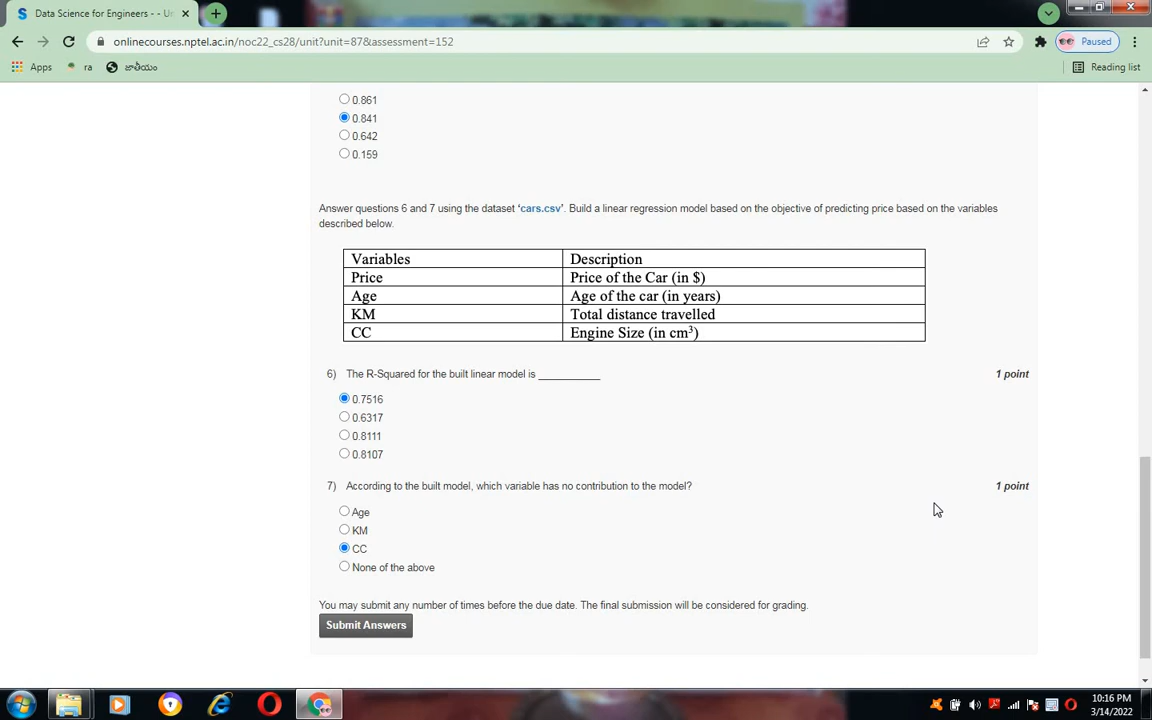 Data Science for Engineers - - Un
onlinecourses.nptel.ac.in/noc22_cs28/unit?unit=87&assessment=152
Paused
Apps
ra
జాతీయం
Reading list
0.861
0.841
0.642
0.159
Answer questions 6 and 7 using the dataset 'cars.csv'. Build a linear regression model based on the objective of predicting price based on the variables
described below.
Variables Description
Price Price of the Car (in $)
Age Age of the car (in years)
KM Total distance travelled
CC Engine Size (in cm³)
6) The R-Squared for the built linear model is ___________ 1 point
0.7516
0.6317
0.8111
0.8107
7) According to the built model, which variable has no contribution to the model? 1 point
Age
KM
CC
None of the above
You may submit any number of times before the due date. The final submission will be considered for grading.
Submit Answers
10:16 PM
3/14/2022